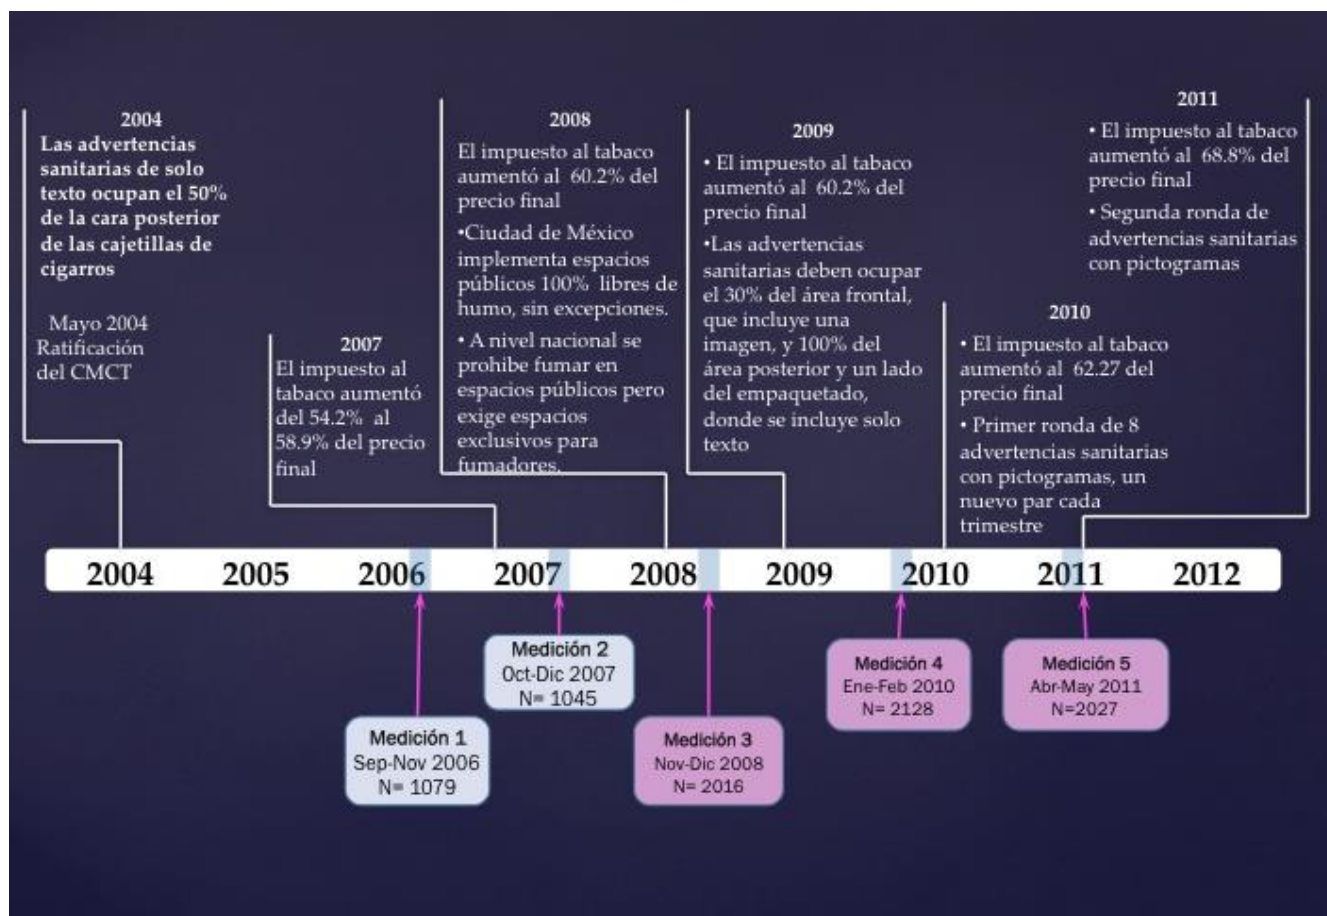 2004
Las advertencias
sanitarias de solo
texto ocupan el 50%
de la cara posterior
de las cajetillas de
cigarros
Mayo 2004
Ratificación
del CMCT
2007
El impuesto al
tabaco aumentó
del 54.2% al
58.9% del precio
final
2008
El impuesto al tabaco
aumentó al 60.2% del
precio final
•Ciudad de México
implementa espacios
públicos 100% libres de
humo, sin excepciones.
• A nivel nacional se
prohibe fumar en
espacios públicos pero
exige espacios
exclusivos para
fumadores.
2009
• El impuesto al tabaco
aumentó al 60.2% del
precio final
•Las advertencias
sanitarias deben ocupar
el 30% del área frontal,
que incluye una
imagen, y 100% del
área posterior y un lado
del empaquetado,
donde se incluye solo
texto
2010
• El impuesto al tabaco
aumentó al 62.27 del
precio final
• Primer ronda de 8
advertencias sanitarias
con pictogramas, un
nuevo par cada
trimestre
2011
• El impuesto al tabaco
aumentó al 68.8% del
precio final
• Segunda ronda de
advertencias sanitarias
con pictogramas
2004 2005 2006 2007 2008 2009 2010 2011 2012
Medición 1
Sep-Nov 2006
N= 1079
Medición 2
Oct-Dic 2007
N= 1045
Medición 3
Nov-Dic 2008
N= 2016
Medición 4
Ene-Feb 2010
N= 2128
Medición 5
Abr-May 2011
N=2027